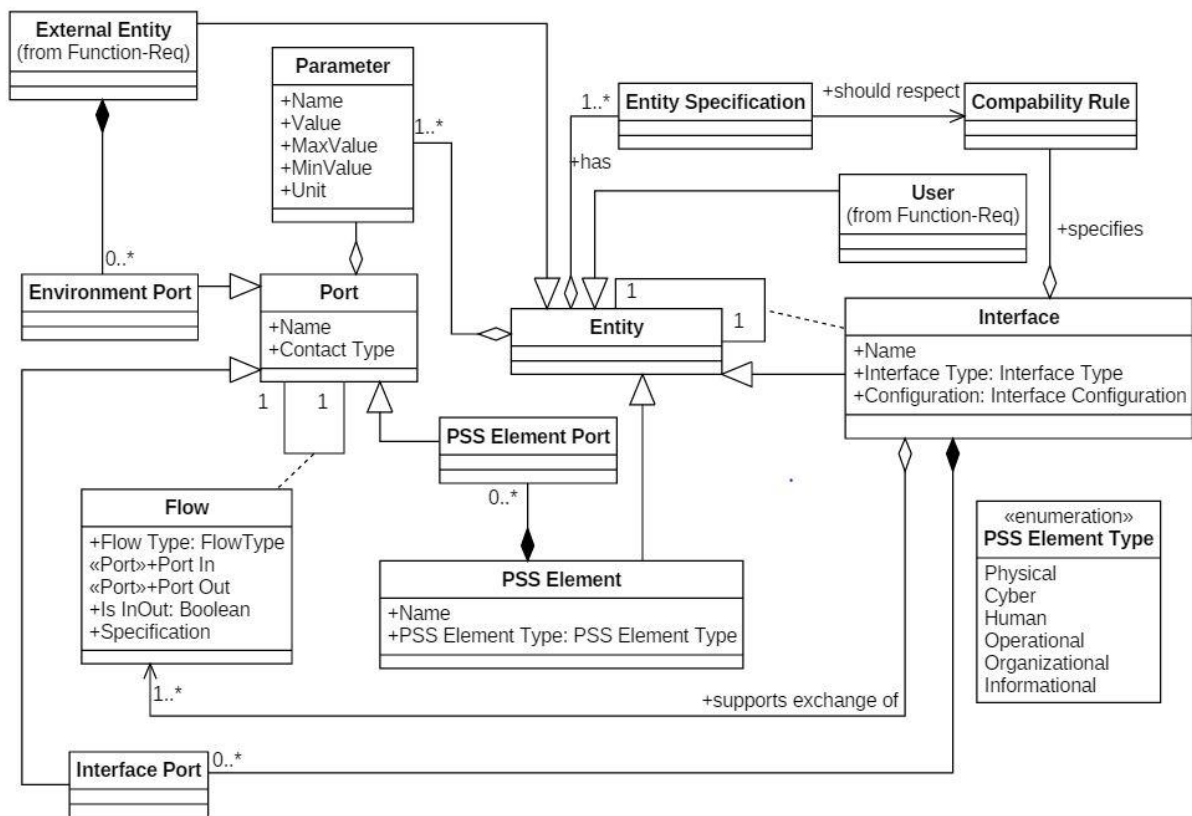 External Entity
(from Function-Req)
Parameter
+Name
+Value
+MaxValue
+MinValue
+Unit
1..*
1..*
Entity Specification
+should respect
Compability Rule
+has
User
(from Function-Req)
+specifies
0..*
Environment Port
Port
+Name
+Contact Type
1
1
Entity
1
1
Interface
+Name
+Interface Type: Interface Type
+Configuration: Interface Configuration
PSS Element Port
0..*
Flow
+Flow Type: FlowType
«Port»+Port In
«Port»+Port Out
+Is InOut: Boolean
+Specification
1..*
PSS Element
+Name
+PSS Element Type: PSS Element Type
«enumeration»
PSS Element Type
Physical
Cyber
Human
Operational
Organizational
Informational
+supports exchange of
Interface Port
0..*